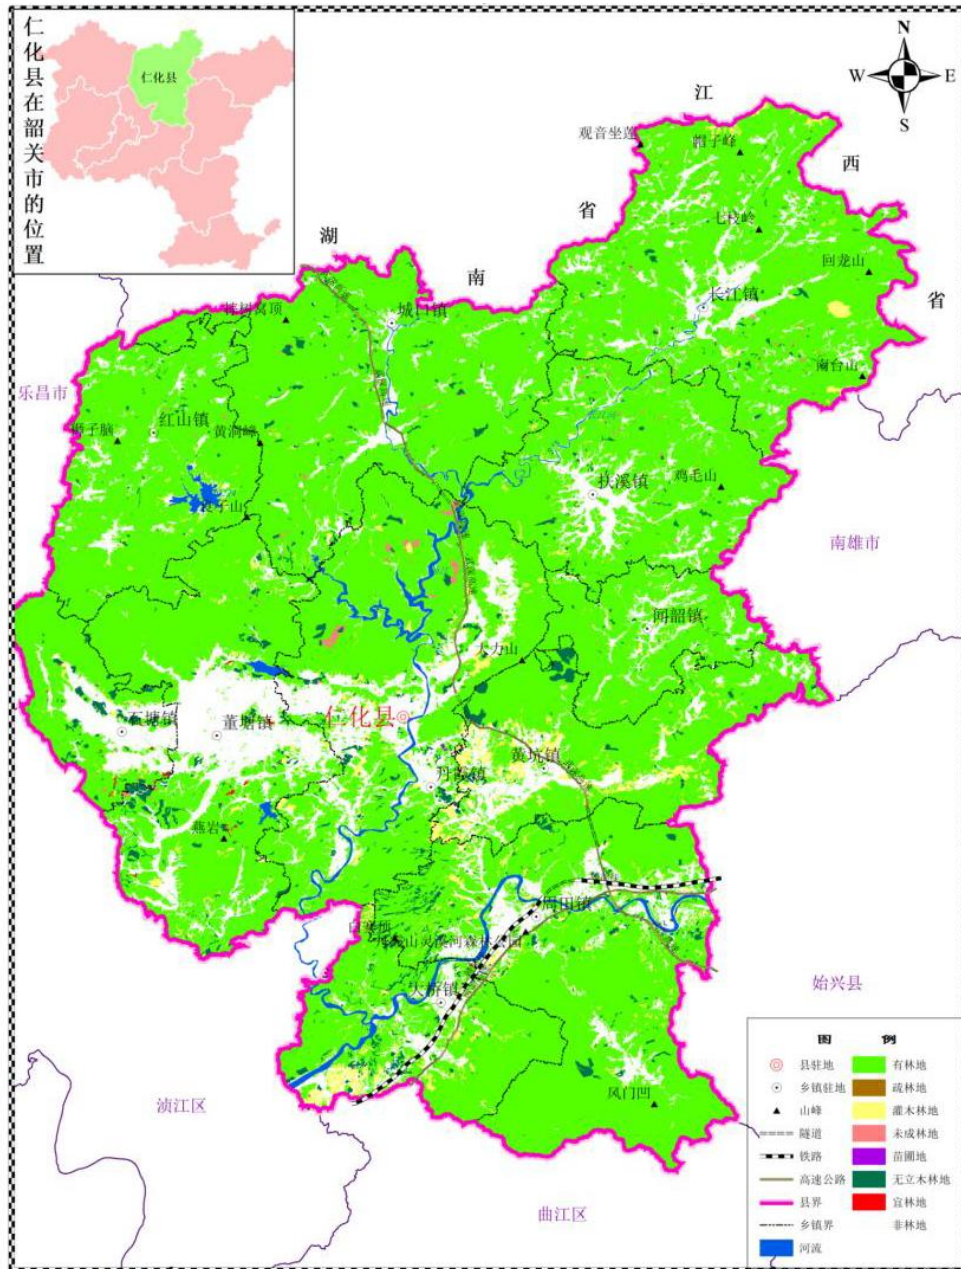 仁化县在韶关市的位置
仁化县
N
W
E
S
江
西
省
湖
南
省
观音坐莲
帽子峰
七枝岭
回龙山
长江镇
城口镇
乐昌市
红山镇
狮子脑
黄洞嶂
扶溪镇
鸡毛山
南雄市
闻韶镇
大力山
石塘镇
董塘镇
仁化县
黄坑镇
丹霞镇
燕岩
周田镇
大桥镇
始兴县
风门凹
浈江区
曲江区
图 例
县驻地
有林地
乡镇驻地
疏林地
山峰
灌木林地
隧道
未成林地
铁路
苗圃地
高速公路
无立木林地
县界
宜林地
乡镇界
非林地
河流